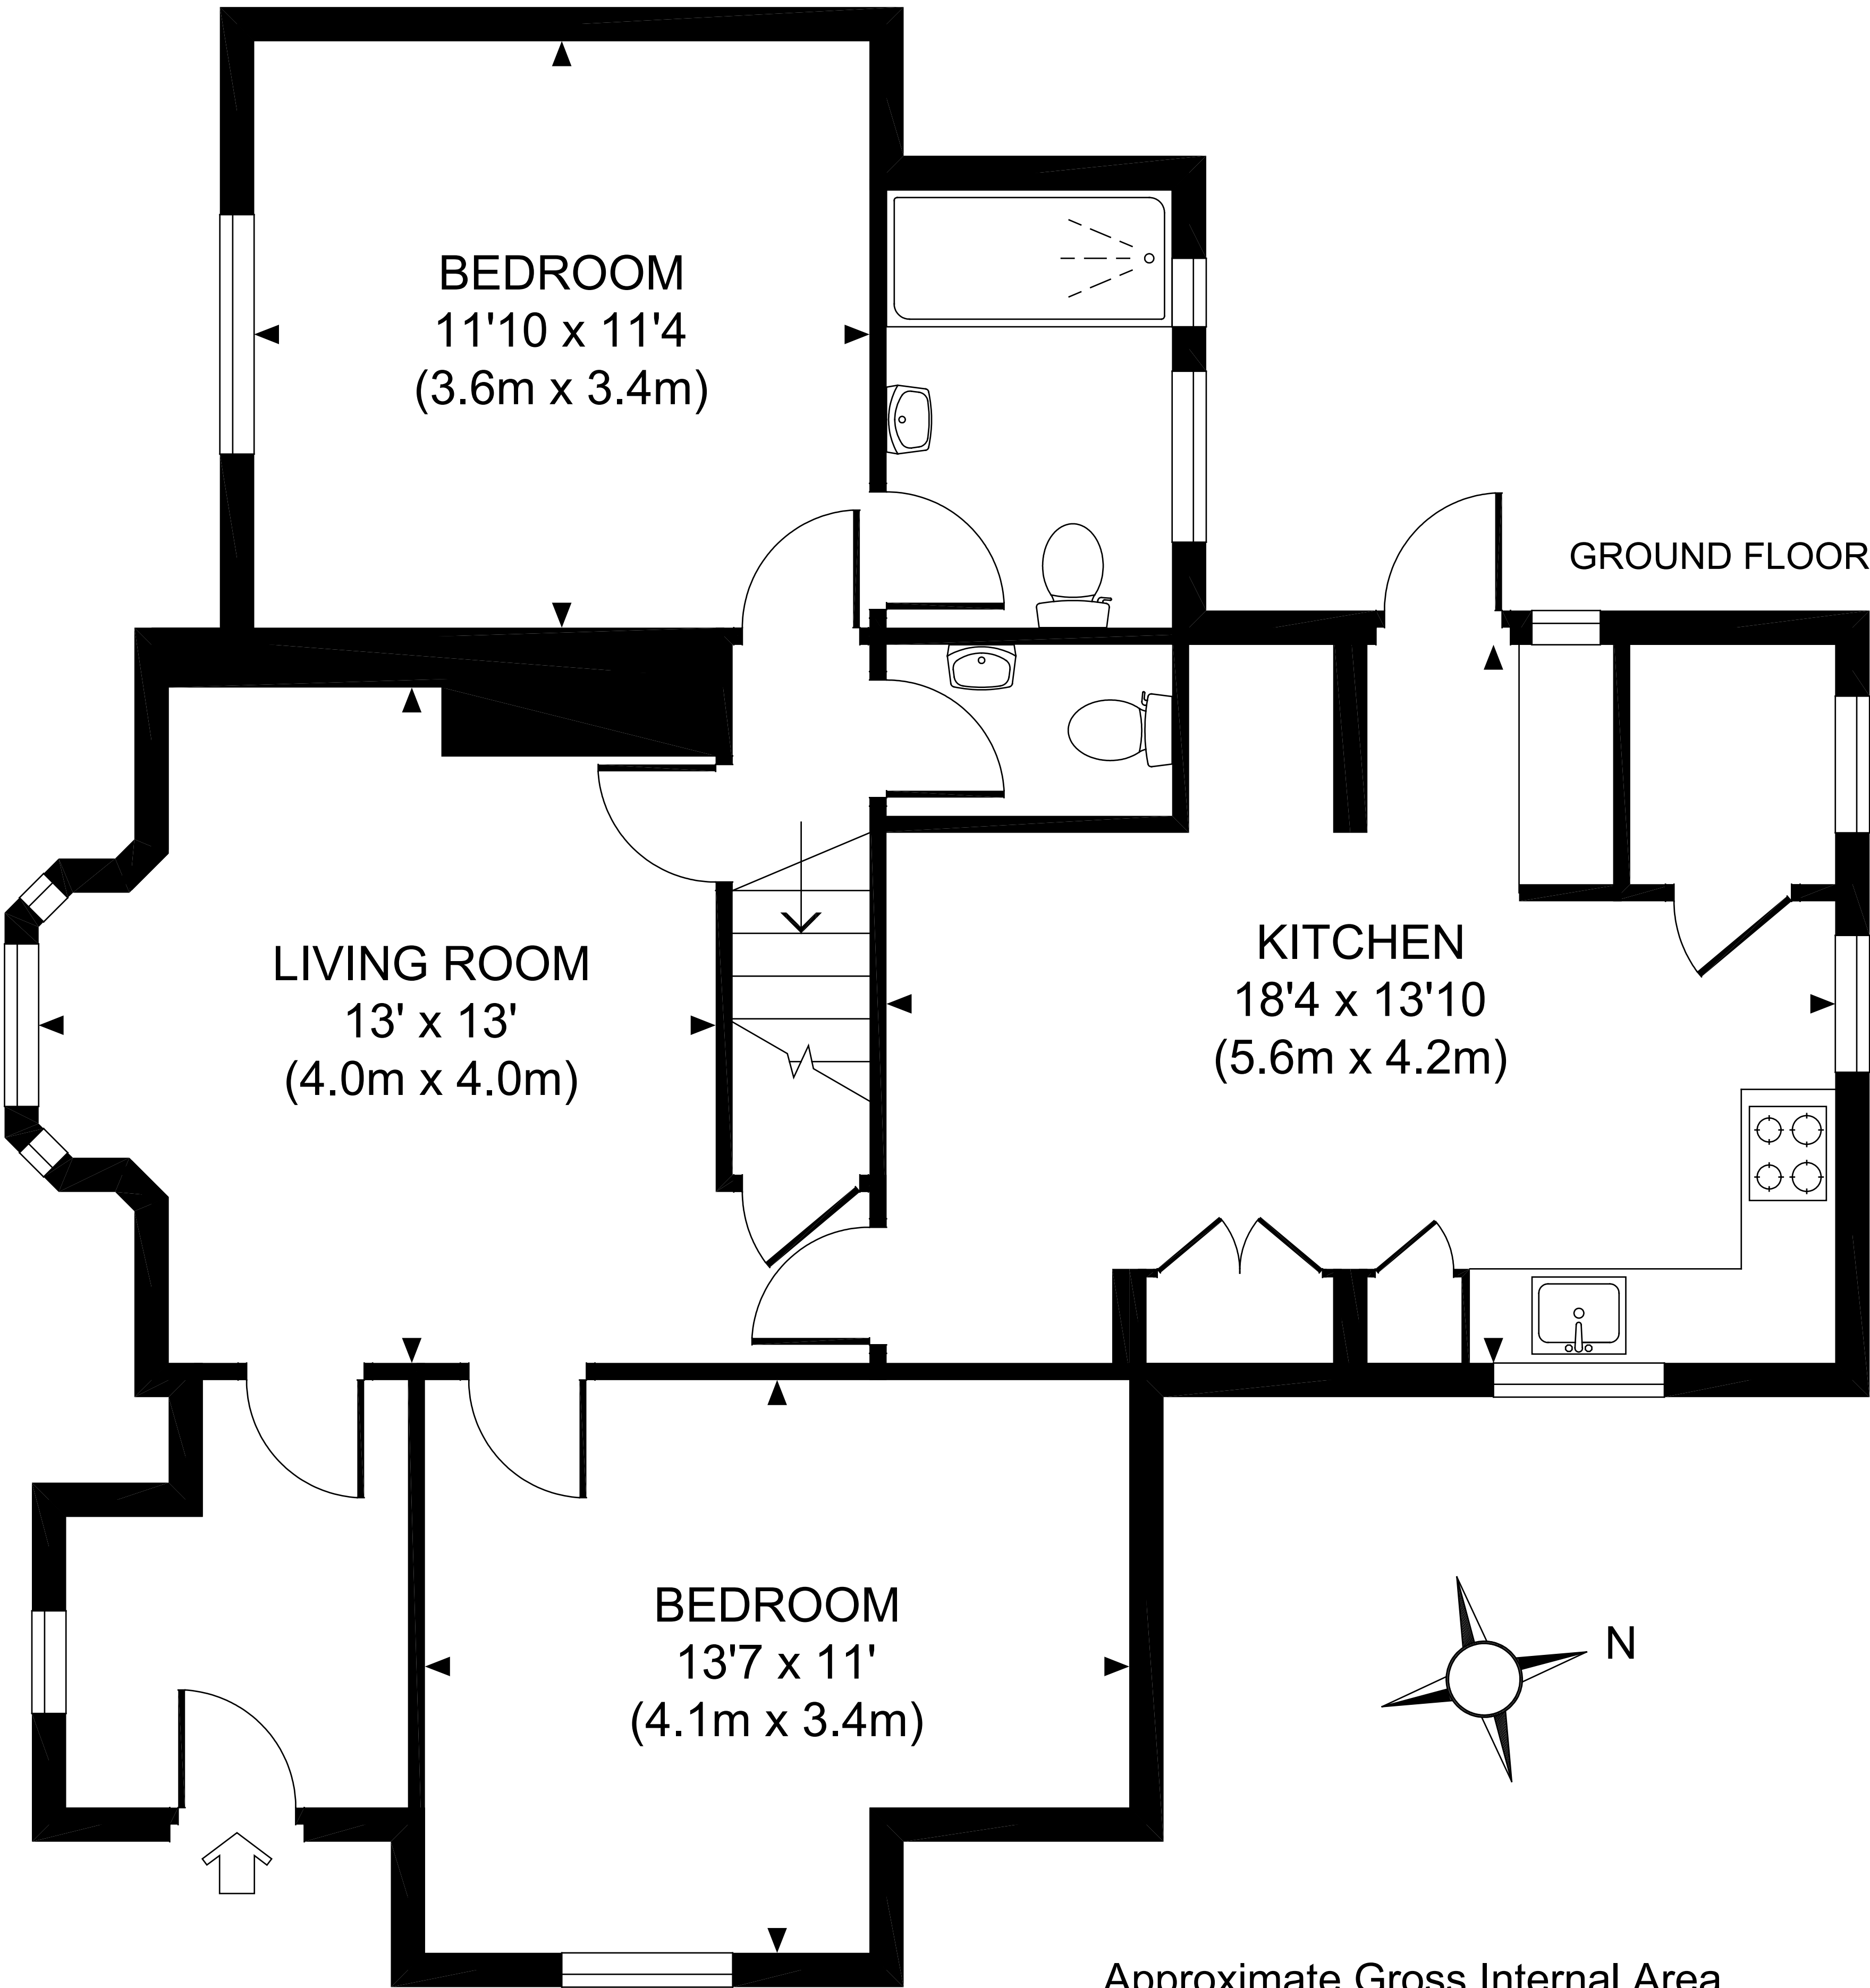 BEDROOM
11'10 x 11'4
(3.6m x 3.4m)
GROUND FLOOR
LIVING ROOM
13' x 13'
(4.0m x 4.0m)
KITCHEN
18'4 x 13'10
(5.6m x 4.2m)
BEDROOM
13'7 x 11'
(4.1m x 3.4m)
N
Approximate Gross Internal Area